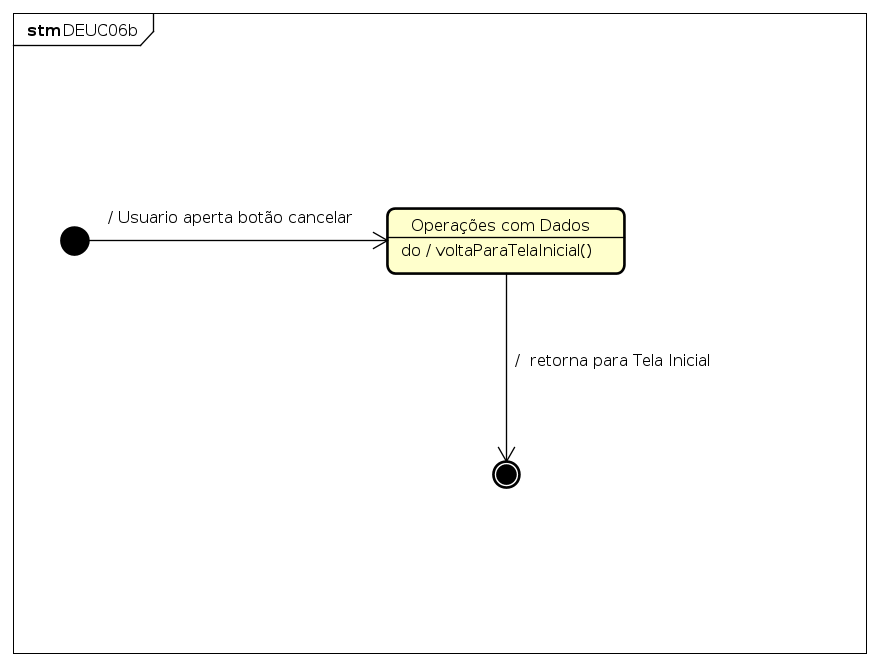 stm DEUC06b
/ Usuario aperta botão cancelar
Operações com Dados
do / voltaParaTelaInicial()
/ retorna para Tela Inicial